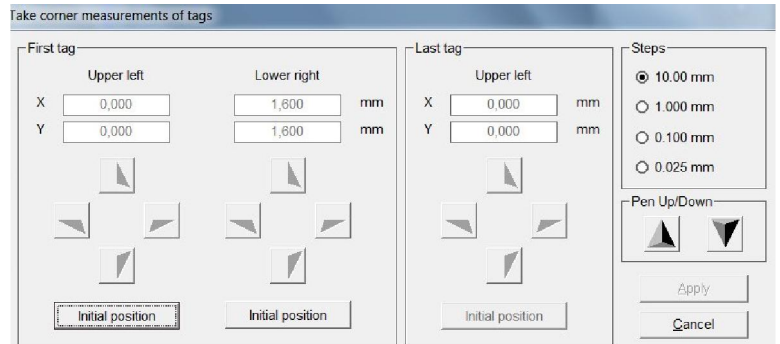 Take corner measurements of tags
First tag
Last tag
Steps
Upper left
Lower right
Upper left
10.00 mm
X 0,000 1,600 mm
X 0,000 mm
1.000 mm
Y 0,000 1,600 mm
Y 0,000 mm
0.100 mm
0.025 mm
Pen Up/Down
Apply
Initial position
Initial position
Initial position
Cancel